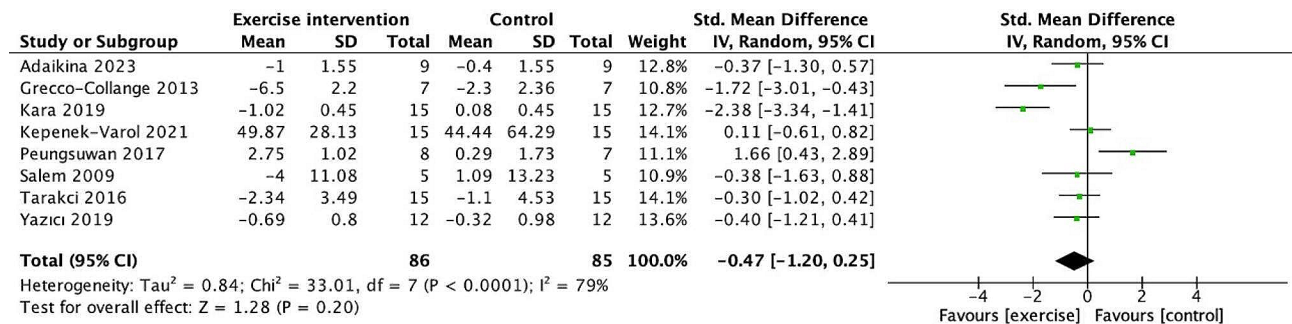 Exercise intervention Control Std. Mean Difference Std. Mean Difference
Study or Subgroup Mean SD Total Mean SD Total Weight IV, Random, 95% CI IV, Random, 95% CI
Adaikina 2023 −1 1.55 9 −0.4 1.55 9 12.8% −0.37 [−1.30, 0.57]
Grecco-Collange 2013 −6.5 2.2 7 −2.3 2.36 7 10.8% −1.72 [−3.01, −0.43]
Kara 2019 −1.02 0.45 15 0.08 0.45 15 12.7% −2.38 [−3.34, −1.41]
Kepenek-Varol 2021 49.87 28.13 15 44.44 64.29 15 14.1% 0.11 [−0.61, 0.82]
Peungsuwan 2017 2.75 1.02 8 0.29 1.73 7 11.1% 1.66 [0.43, 2.89]
Salem 2009 −4 11.08 5 1.09 13.23 5 10.9% −0.38 [−1.63, 0.88]
Tarakci 2016 −2.34 3.49 15 −1.1 4.53 15 14.1% −0.30 [−1.02, 0.42]
Yazıcı 2019 −0.69 0.8 12 −0.32 0.98 12 13.6% −0.40 [−1.21, 0.41]
Total (95% CI) 86 85 100.0% −0.47 [−1.20, 0.25]
Heterogeneity: Tau² = 0.84; Chi² = 33.01, df = 7 (P < 0.0001); I² = 79%
Test for overall effect: Z = 1.28 (P = 0.20)
−4 −2 0 2 4
Favours [exercise] Favours [control]